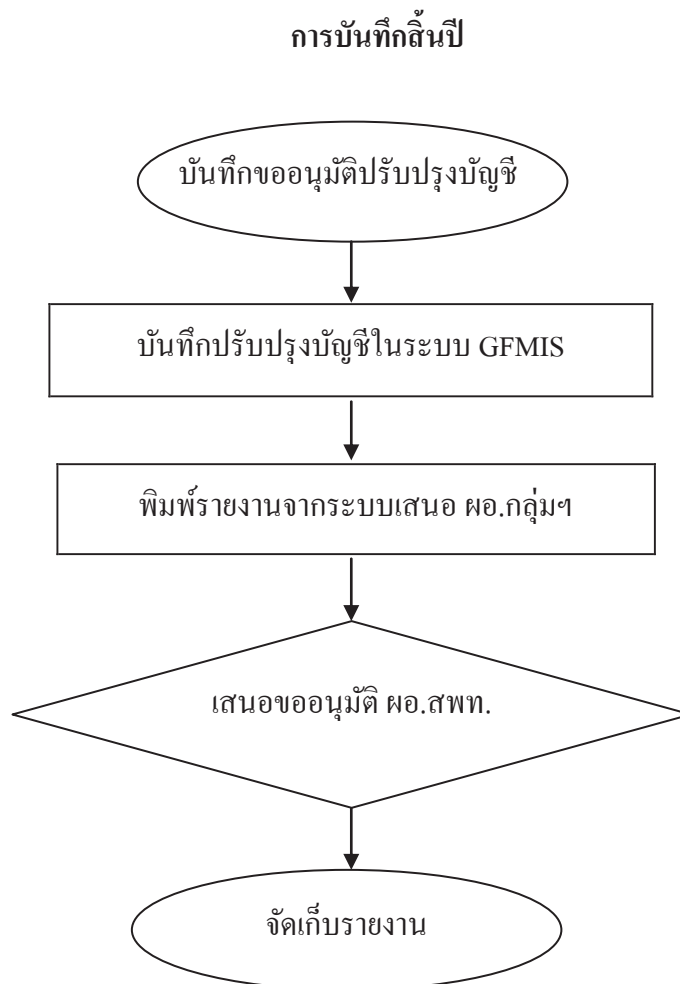 การบันทึกสิ้นปี
บันทึกขออนุมัติปรับปรุงบัญชี
บันทึกปรับปรุงบัญชีในระบบ GFMIS
พิมพ์รายงานจากระบบเสนอ ผอ.กลุ่มฯ
เสนอขออนุมัติ ผอ.สพท.
จัดเก็บรายงาน